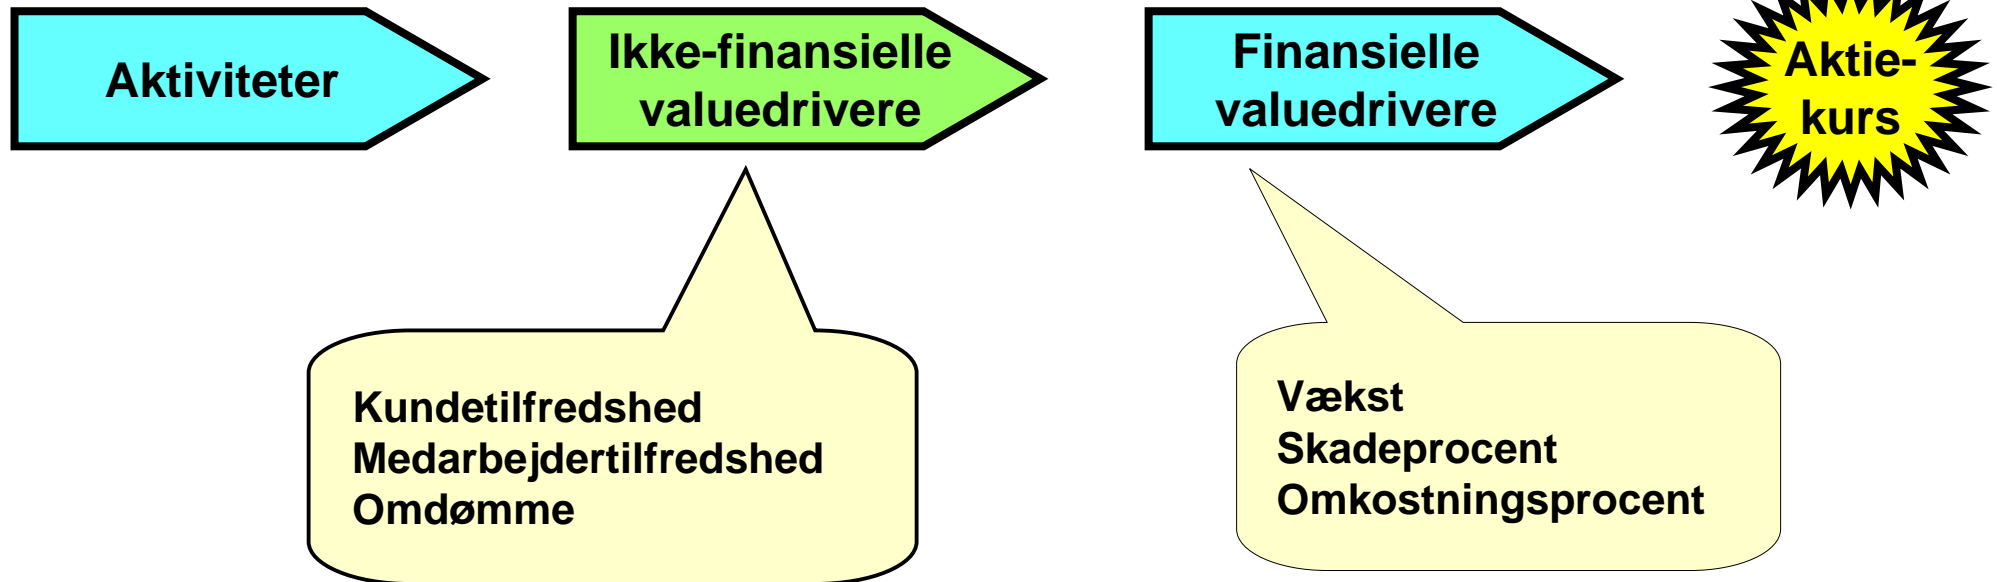 Aktiviteter
Ikke-finansielle
valuedrivere
Finansielle
valuedrivere
Aktie-
kurs
Kundetilfredshed
Medarbejdertilfredshed
Omdømme
Vækst
Skadeprocent
Omkostningsprocent